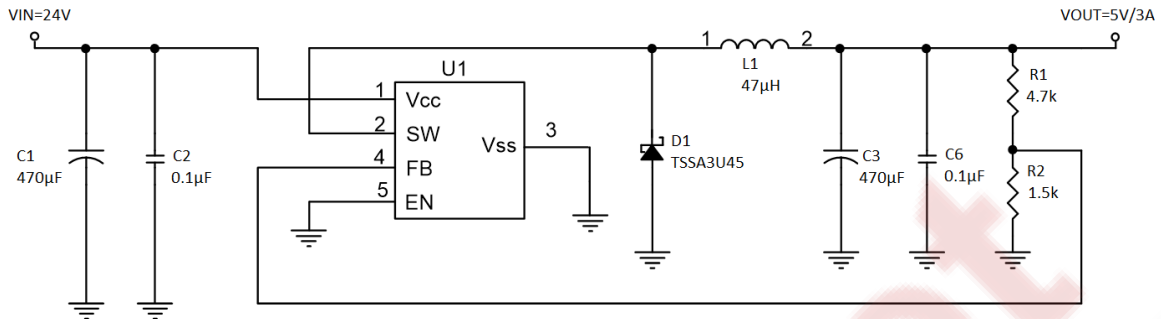 VIN=24V
VOUT=5V/3A
U1
1 Vcc
2 SW
4 FB
5 EN
Vss 3
1 2
L1
47μH
D1
TSSA3U45
C1
470μF
C2
0.1μF
C3
470μF
C6
0.1μF
R1
4.7k
R2
1.5k